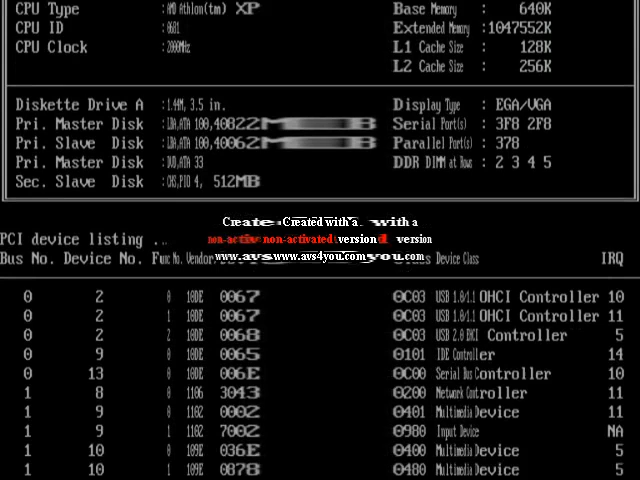 CPU Type : AMD Athlon(tm) XP Base Memory : 640K
CPU ID : 0681 Extended Memory : 1047552K
CPU Clock : 2000MHz L1 Cache Size : 128K
L2 Cache Size : 256K
Diskette Drive A : 1.44M, 3.5 in. Display Type : EGA/VGA
Pri. Master Disk : LBA,ATA 100, 40822MB Serial Port(s) : 3F8 2F8
Pri. Slave Disk : LBA,ATA 100, 40062MB Parallel Port(s) : 378
Pri. Master Disk : DVD,ATA 33 DDR DIMM at Rows : 2 3 4 5
Sec. Slave Disk : CHS,PIO 4, 512MB
Created with a
non-activated version
www.avs4you.com
PCI device listing ...
Bus No. Device No. Func No. Vendor Class Device Class IRQ
0 2 0 10DE 0067 0C03 USB 1.0/1.1 OHCI Controller 10
0 2 1 10DE 0067 0C03 USB 1.0/1.1 OHCI Controller 11
0 2 2 10DE 0068 0C03 USB 2.0 EHCI Controller 5
0 9 0 10DE 0065 0101 IDE Controller 14
0 13 0 10DE 006E 0C00 Serial Bus Controller 10
1 8 0 1106 3043 0200 Network Controller 11
1 9 0 1102 0002 0401 Multimedia Device 11
1 9 1 1102 7002 0980 Input Device NA
1 10 0 109E 036E 0400 Multimedia Device 5
1 10 1 109E 0878 0480 Multimedia Device 5